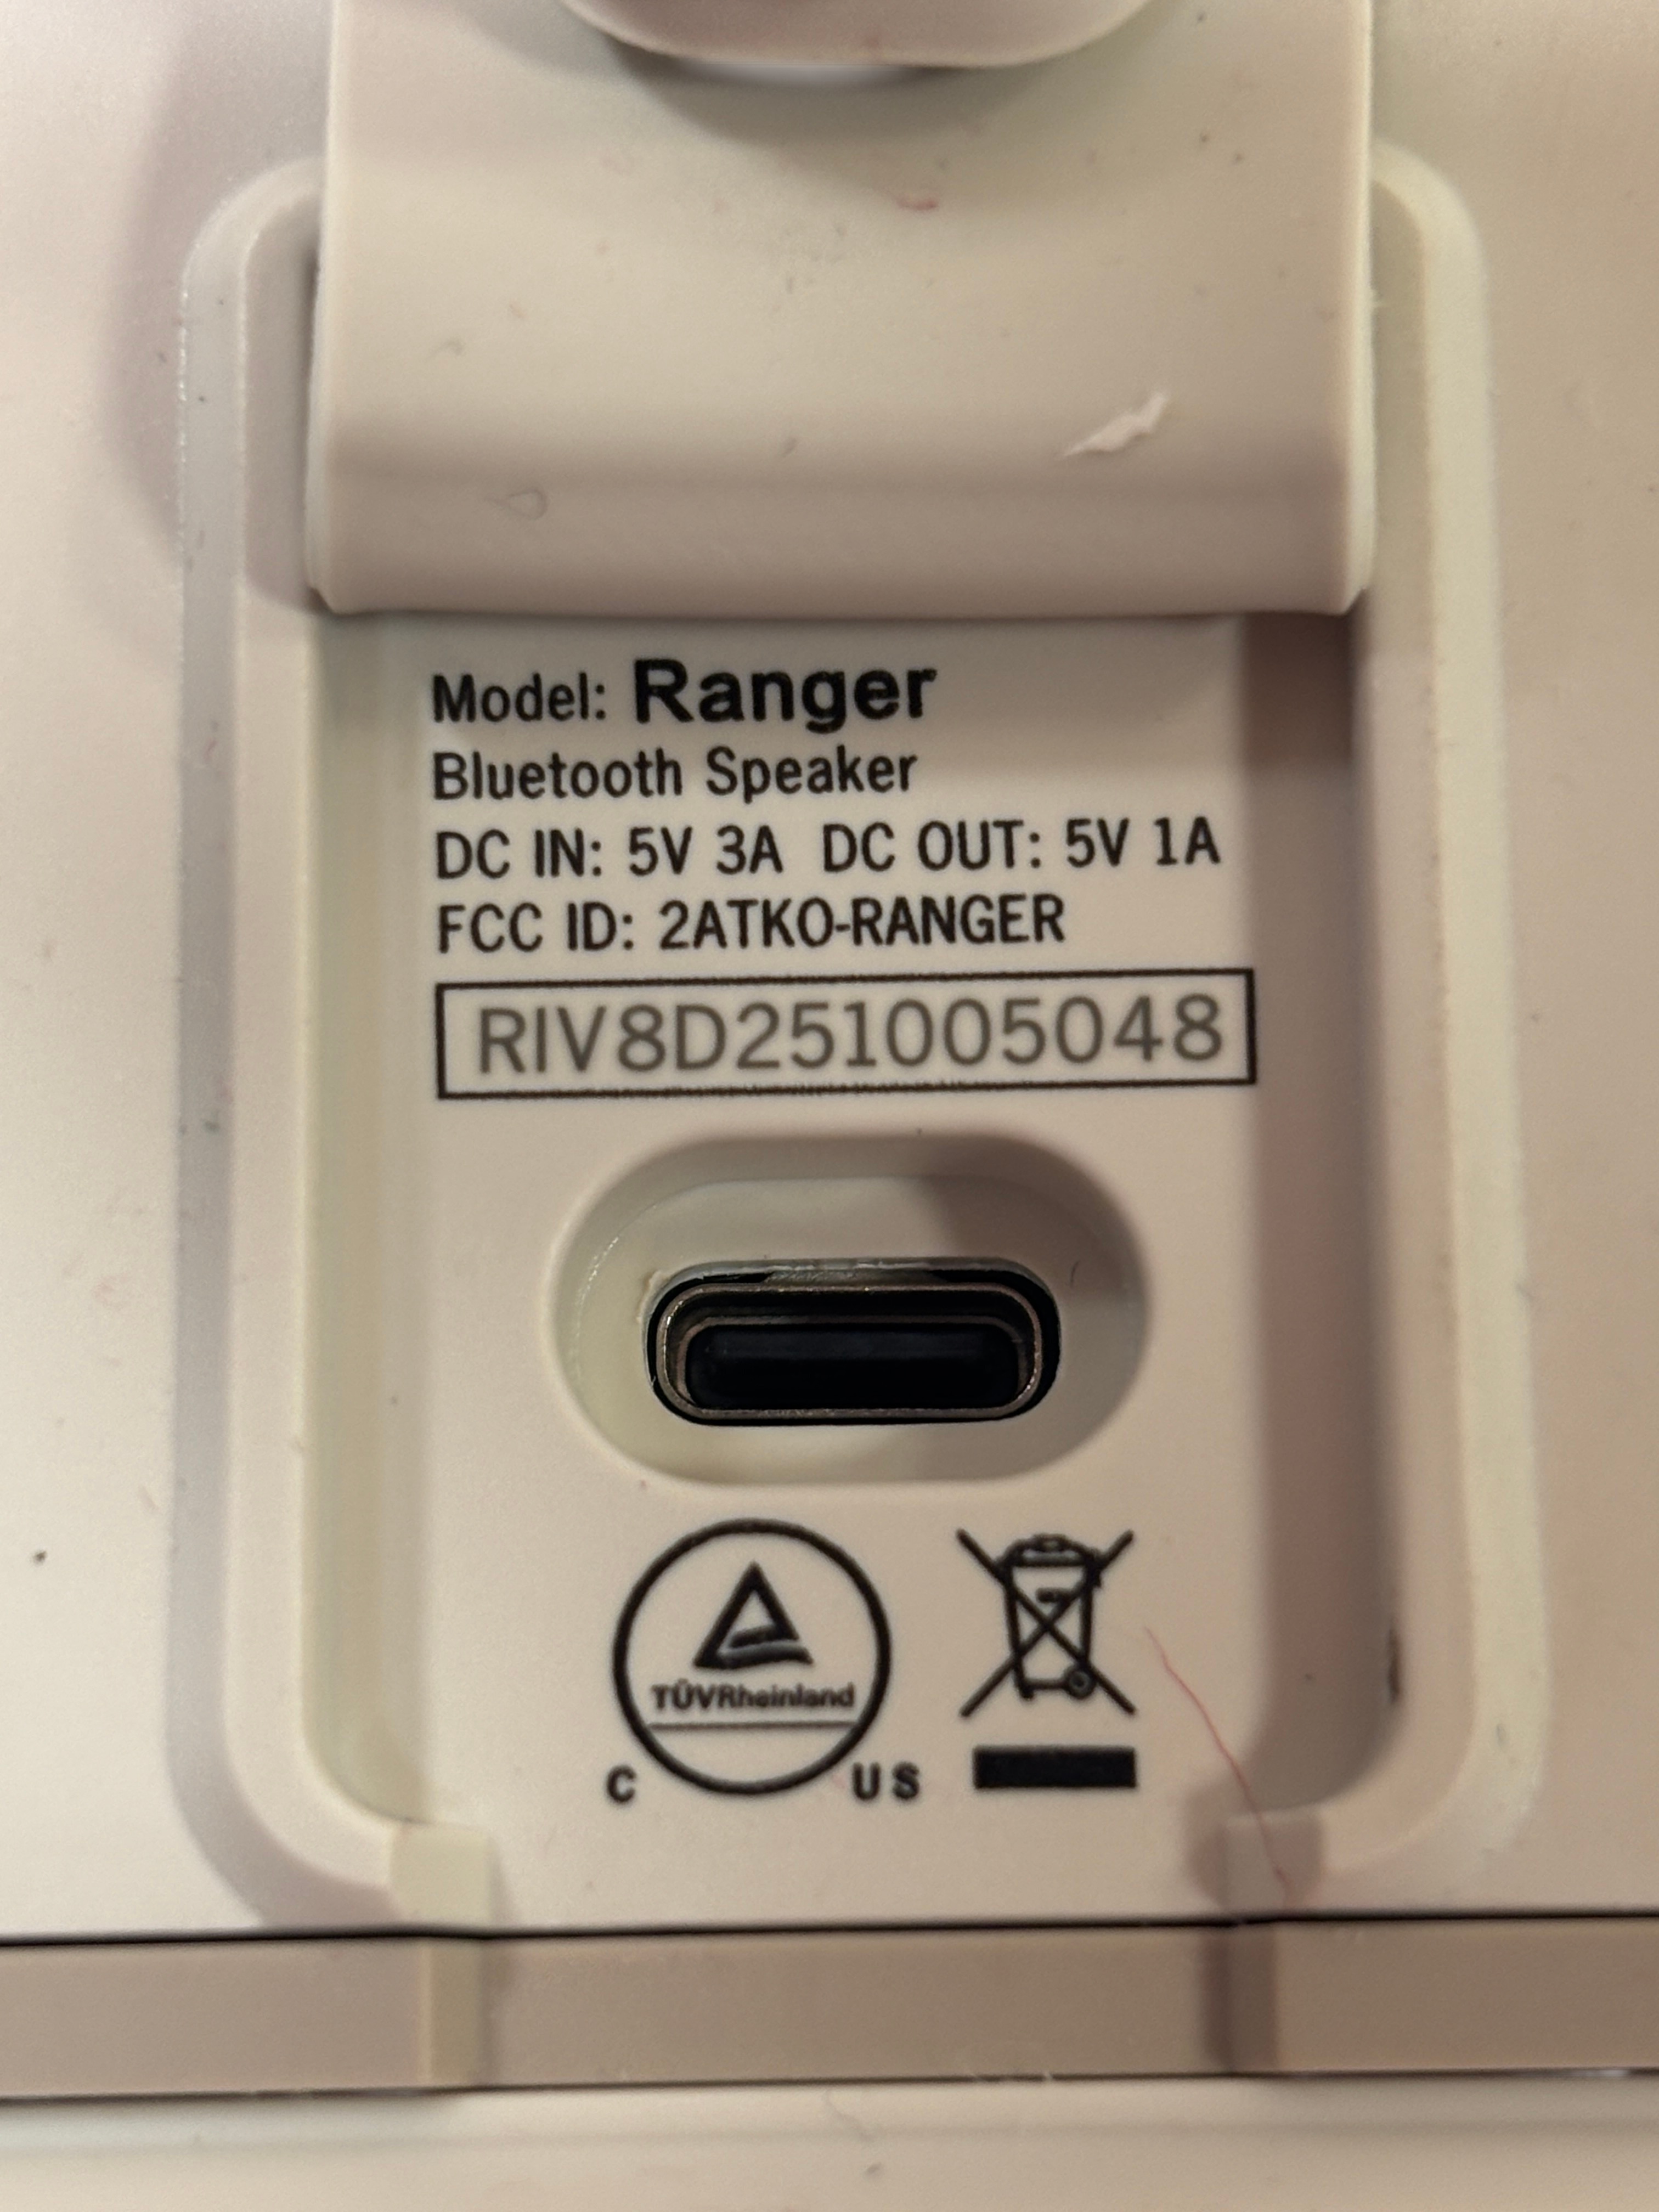 Model: Ranger
Bluetooth Speaker
DC IN: 5V 3A DC OUT: 5V 1A
FCC ID: 2ATKO-RANGER
RIV8D251005048
TÜVRheinland
C US